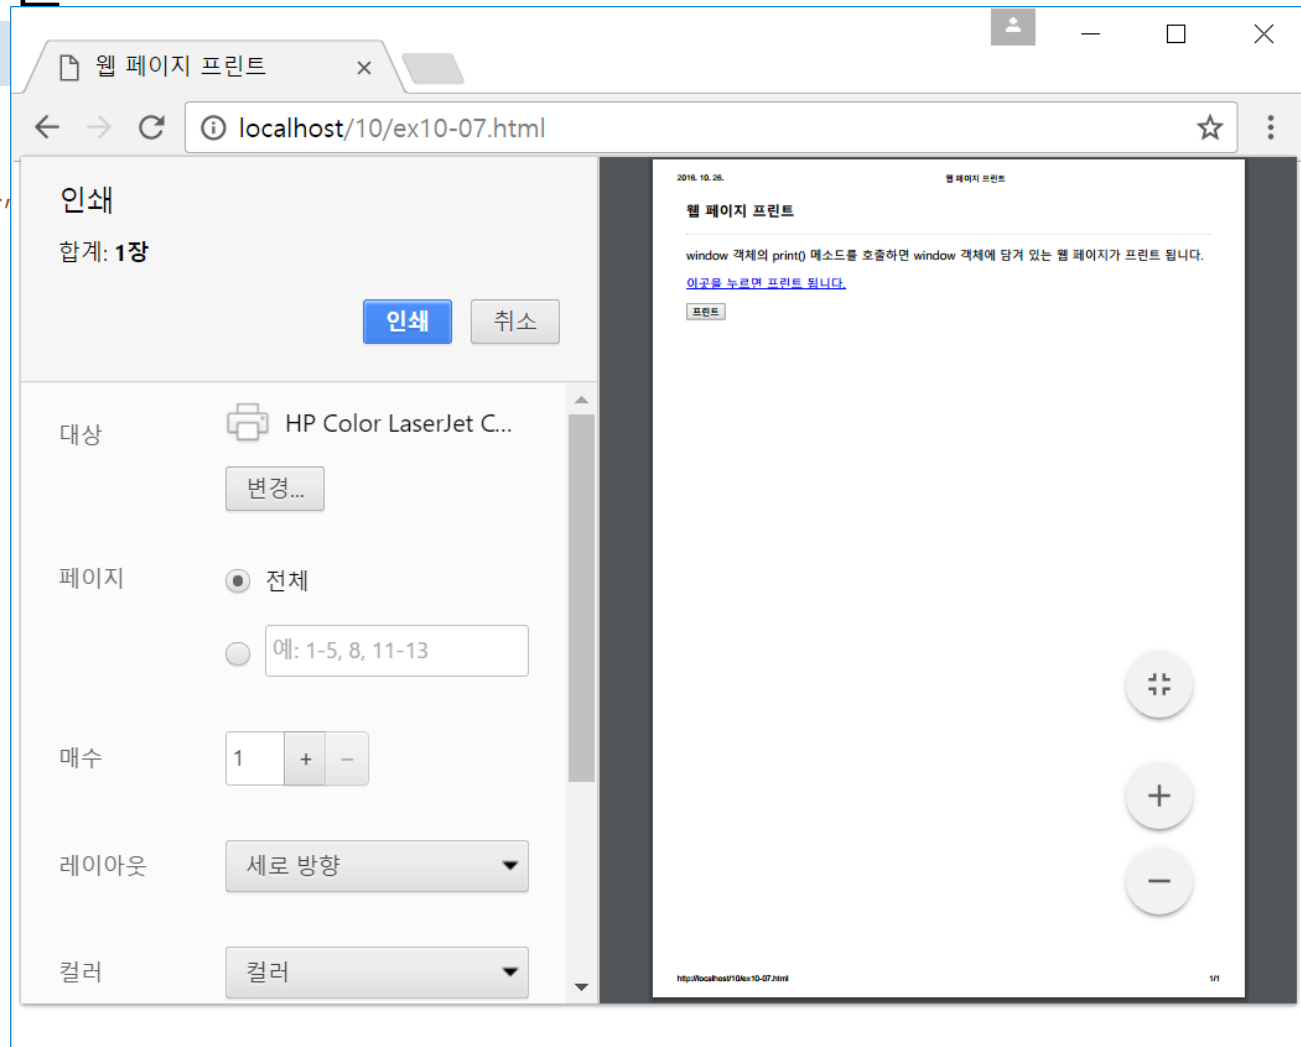 웹 페이지 프린트
localhost/10/ex10-07.html
인쇄
합계: 1장
인쇄 취소
대상 HP Color LaserJet C...
변경...
페이지 전체
예: 1-5, 8, 11-13
매수 1 + −
레이아웃 세로 방향
컬러 컬러
2016. 10. 26. 웹 페이지 프린트
웹 페이지 프린트
window 객체의 print() 메소드를 호출하면 window 객체에 담겨 있는 웹 페이지가 프린트 됩니다.
이곳을 누르면 프린트 됩니다.
프린트
http://localhost/10/ex10-07.html 1/1